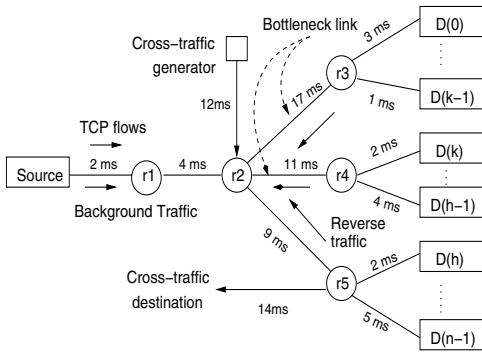 Cross-traffic
generator
Bottleneck link
3 ms
D(0)
r3
17 ms
12ms
1 ms
D(k-1)
TCP flows
2 ms
4 ms
11 ms
2 ms
D(k)
Source
r1
r2
r4
4 ms
D(h-1)
Background Traffic
Reverse
traffic
9 ms
2 ms
D(h)
Cross-traffic
destination
r5
14ms
5 ms
D(n-1)